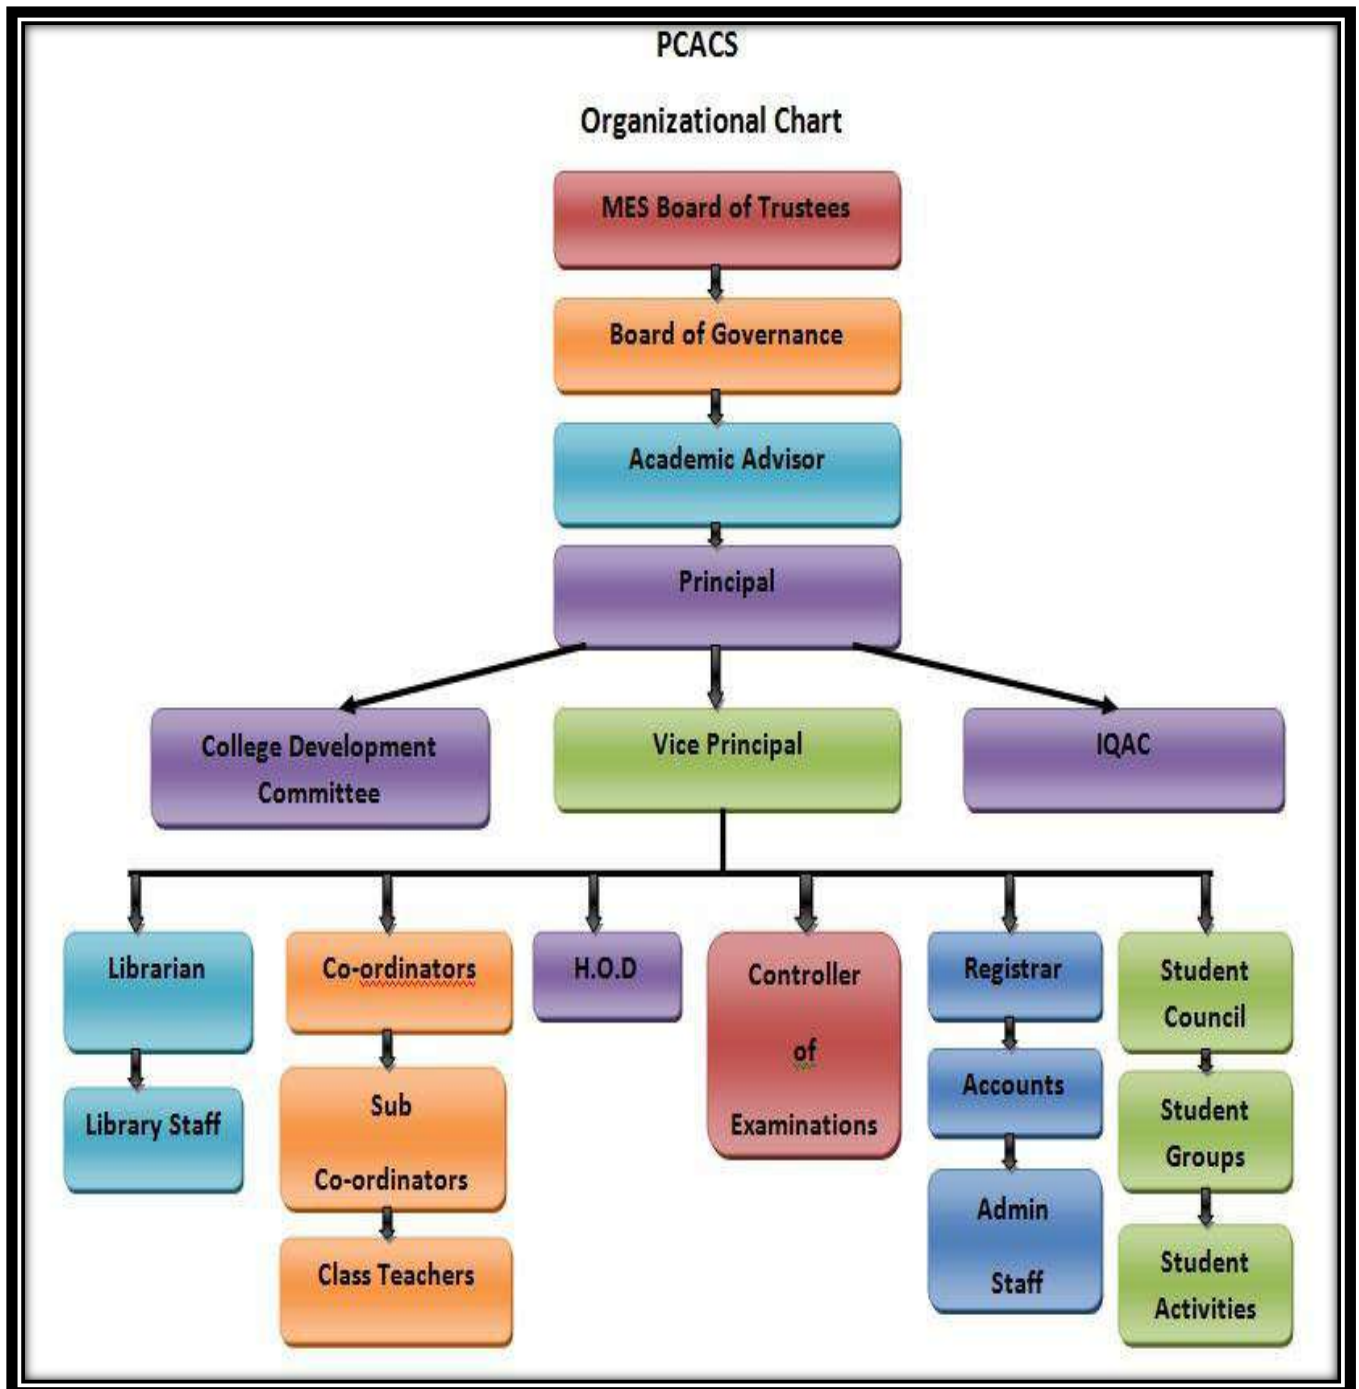 PCACS
Organizational Chart
MES Board of Trustees
Board of Governance
Academic Advisor
Principal
College Development
Committee
Vice Principal
IQAC
Librarian
Library Staff
Co-ordinators
Sub
Co-ordinators
Class Teachers
H.O.D
Controller
of
Examinations
Registrar
Accounts
Admin
Staff
Student
Council
Student
Groups
Student
Activities